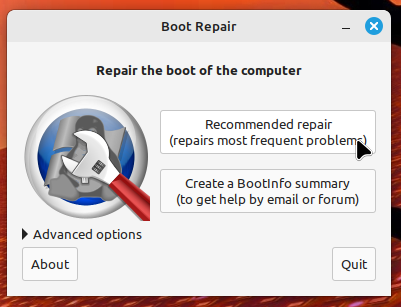 Boot Repair
Repair the boot of the computer
Recommended repair
(repairs most frequent problems)
Create a BootInfo summary
(to get help by email or forum)
Advanced options
About
Quit